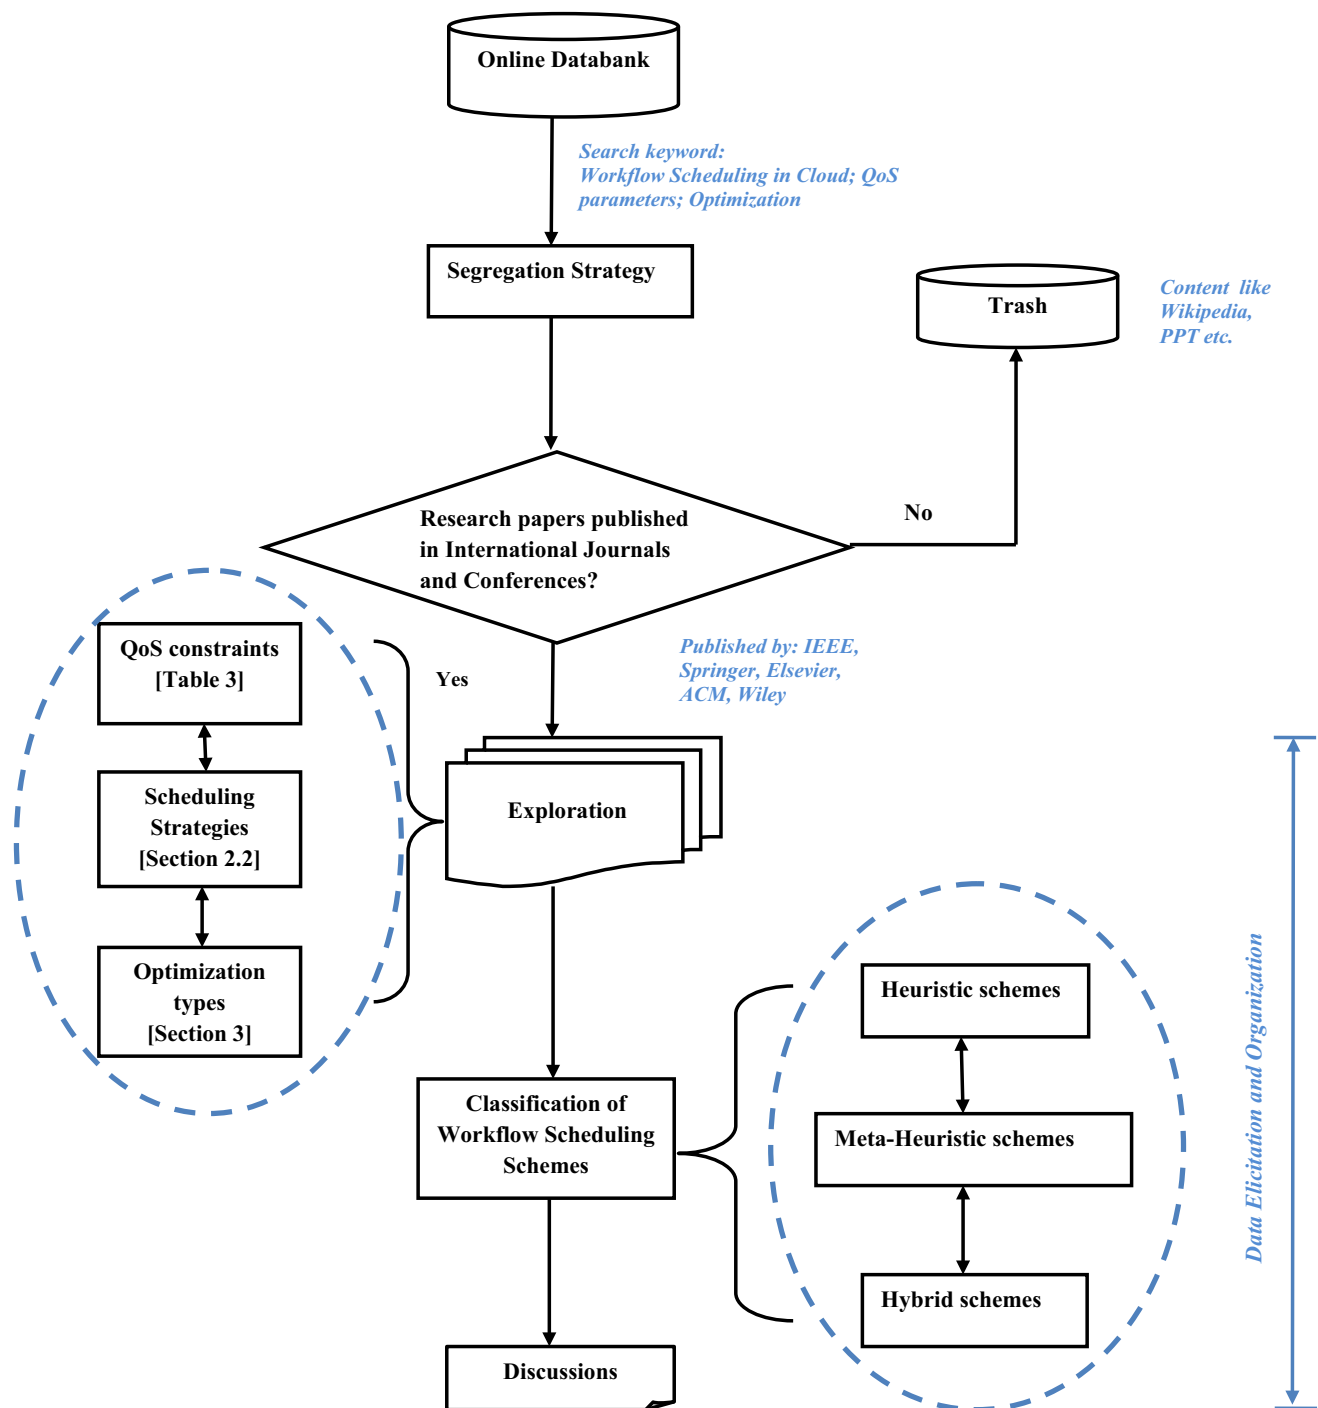 Online Databank
Search keyword:
Workflow Scheduling in Cloud; QoS
parameters; Optimization
Segregation Strategy
Trash
Content like
Wikipedia,
PPT etc.
Research papers published
in International Journals
and Conferences?
No
Yes
Published by: IEEE,
Springer, Elsevier,
ACM, Wiley
QoS constraints
[Table 3]
Scheduling
Strategies
[Section 2.2]
Optimization
types
[Section 3]
Exploration
Classification of
Workflow Scheduling
Schemes
Heuristic schemes
Meta-Heuristic schemes
Hybrid schemes
Data Elicitation and Organization
Discussions